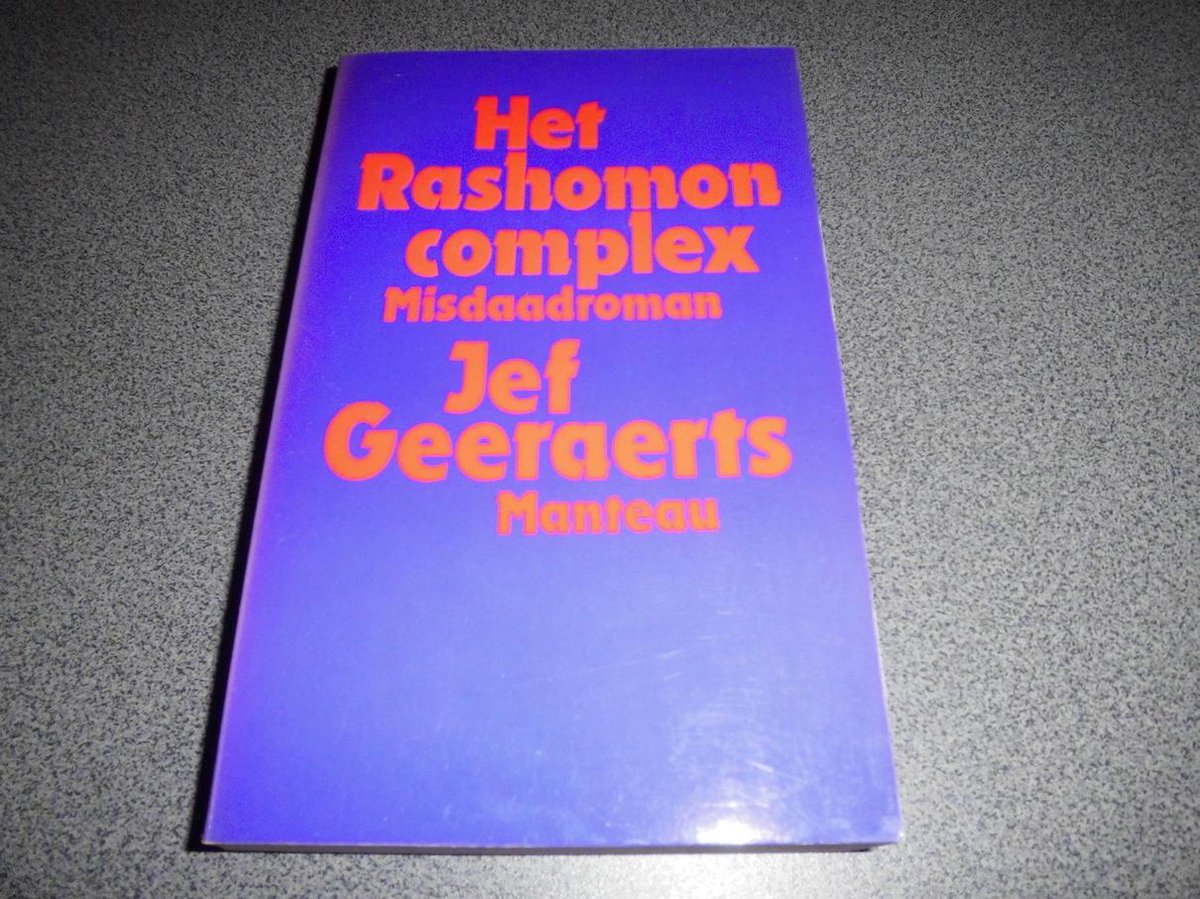 Het
Rashomon
complex
Misdaadroman
Jef
Geeraerts
Manteau